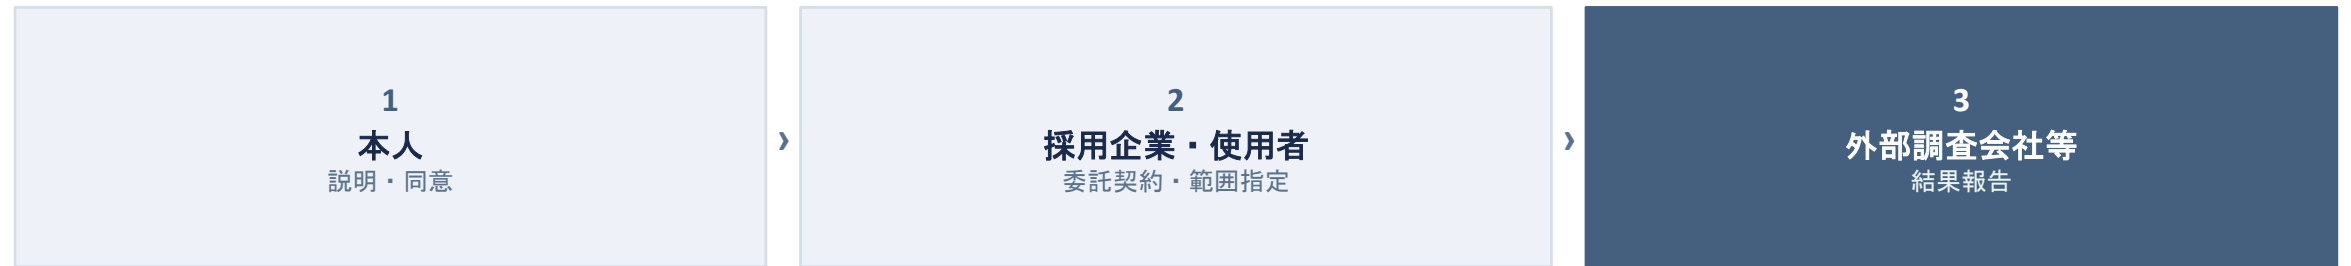 1
本人
説明・同意
›
2
採用企業・使用者
委託契約・範囲指定
›
3
外部調査会社等
結果報告